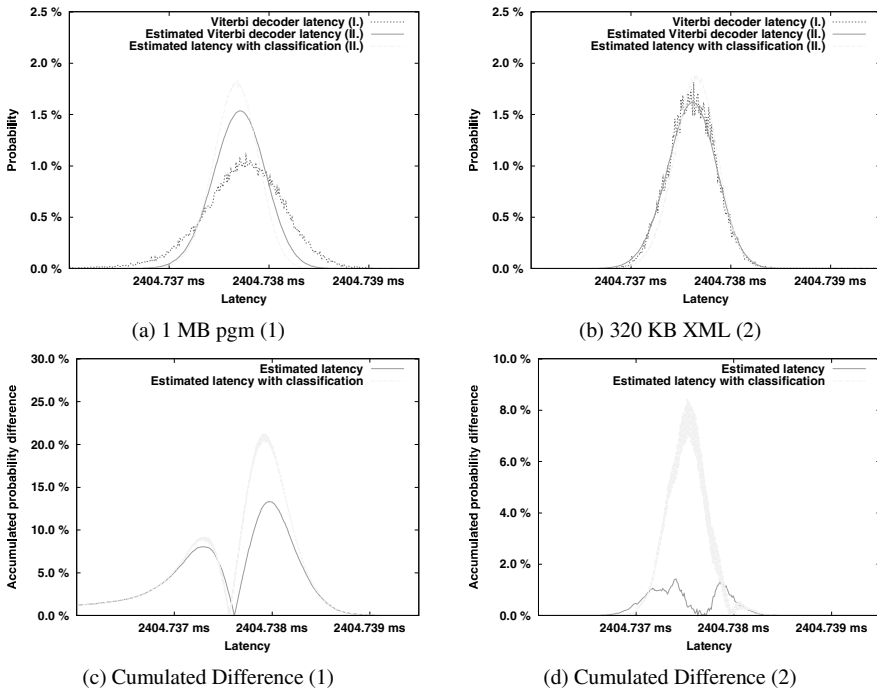 Viterbi decoder latency (I.)
Estimated Viterbi decoder latency (II.)
Estimated latency with classification (II.)
2.5 %
2.0 %
1.5 %
1.0 %
0.5 %
0.0 %
Probability
2404.737 ms
2404.738 ms
2404.739 ms
Latency
(a) 1 MB pgm (1)
Viterbi decoder latency (I.)
Estimated Viterbi decoder latency (II.)
Estimated latency with classification (II.)
2.5 %
2.0 %
1.5 %
1.0 %
0.5 %
0.0 %
Probability
2404.737 ms
2404.738 ms
2404.739 ms
Latency
(b) 320 KB XML (2)
Estimated latency
Estimated latency with classification
30.0 %
25.0 %
20.0 %
15.0 %
10.0 %
5.0 %
0.0 %
Accumulated probability difference
2404.737 ms
2404.738 ms
2404.739 ms
Latency
(c) Cumulated Difference (1)
Estimated latency
Estimated latency with classification
10.0 %
8.0 %
6.0 %
4.0 %
2.0 %
0.0 %
Accumulated probability difference
2404.737 ms
2404.738 ms
2404.739 ms
Latency
(d) Cumulated Difference (2)